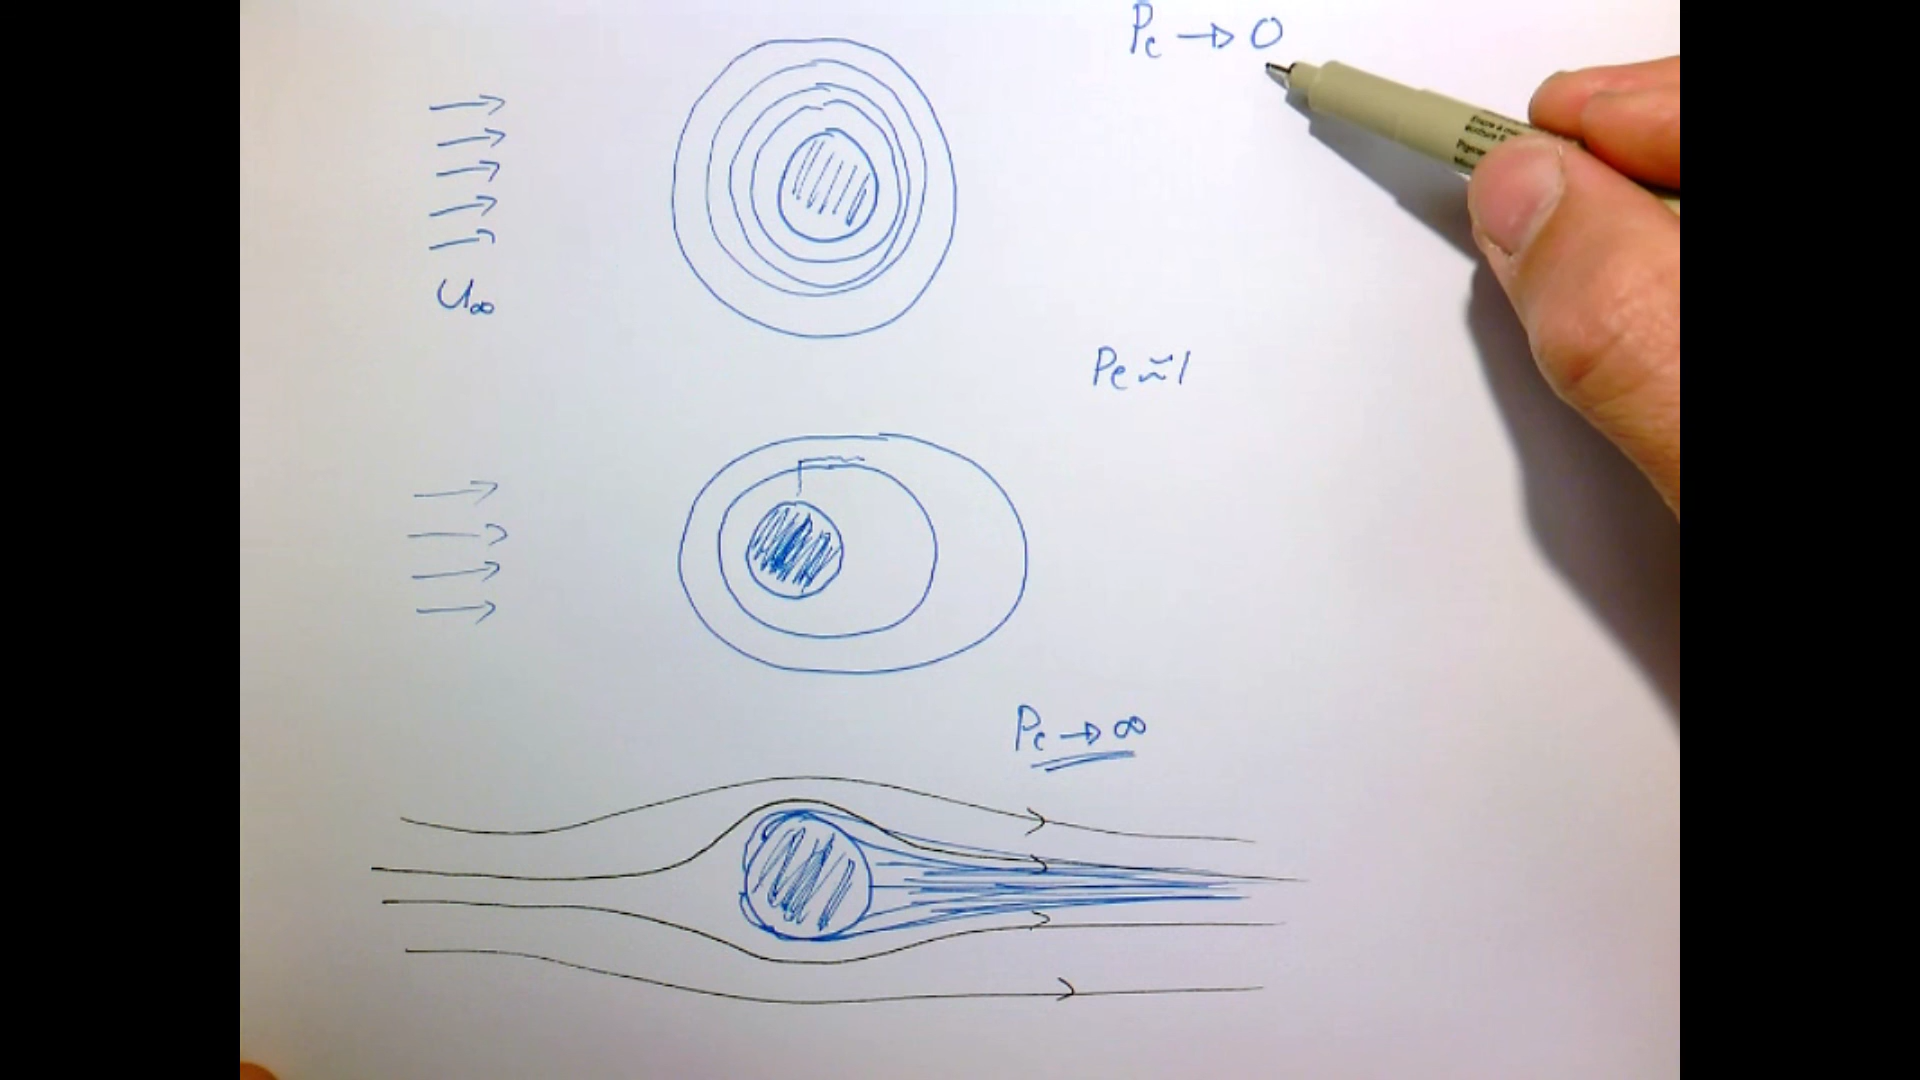 Pe → 0
U∞
Pe ≈ 1
Pe → ∞